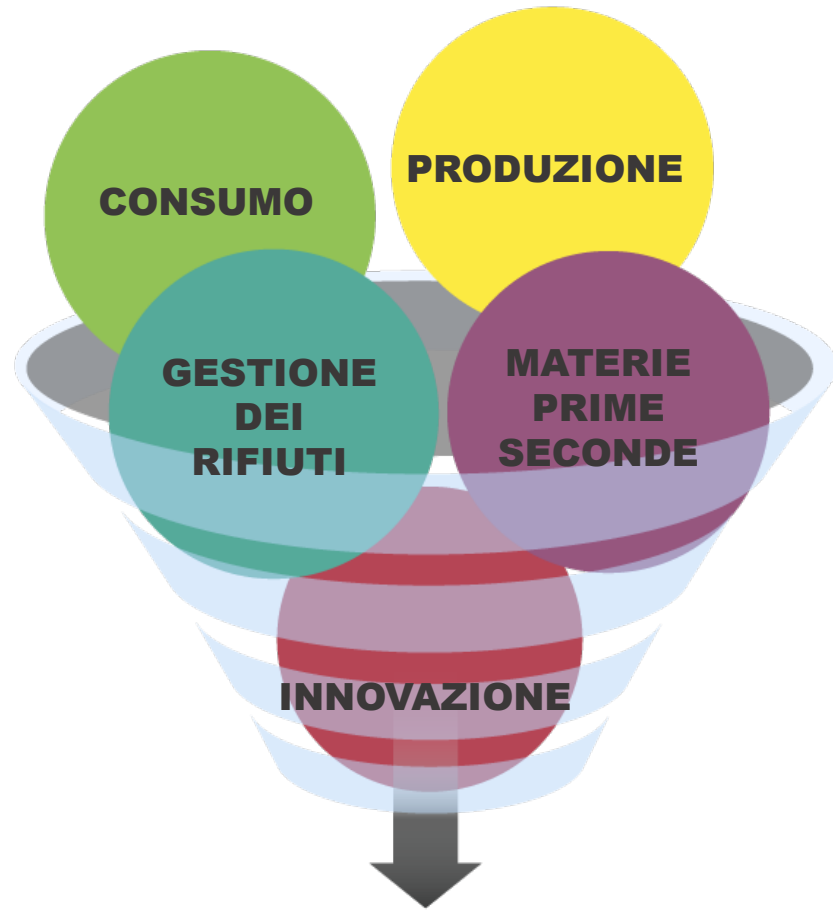 CONSUMO
PRODUZIONE
GESTIONE
DEI
RIFIUTI
MATERIE
PRIME
SECONDE
INNOVAZIONE